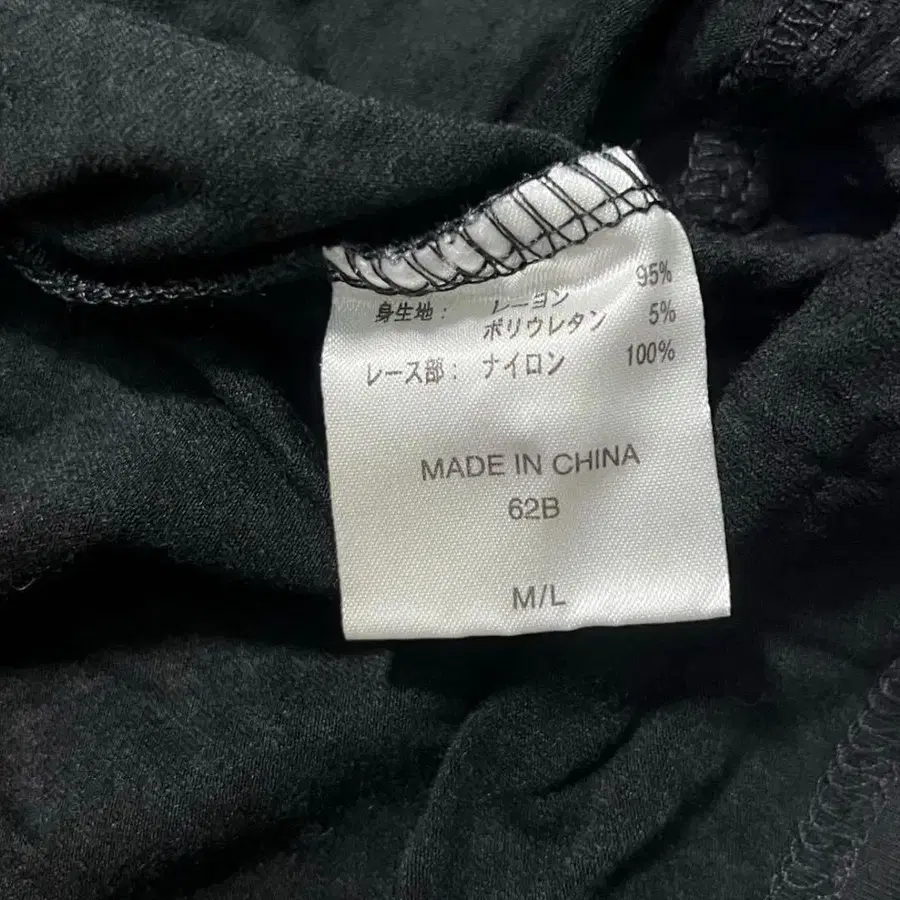 身生地: レーヨン 95%
ポリウレタン 5%
レース部: ナイロン 100%
MADE IN CHINA
62B
M/L